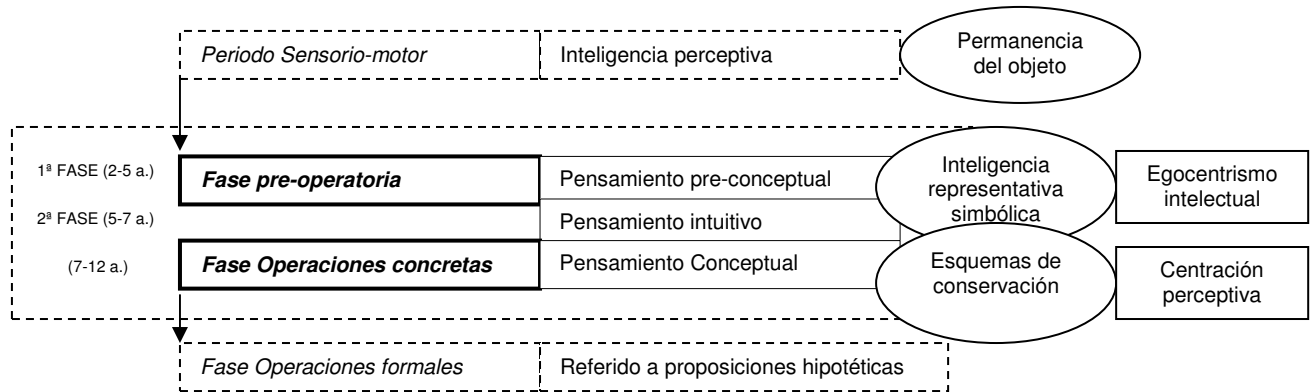 Periodo Sensorio-motor
Inteligencia perceptiva
Permanencia
del objeto
1ª FASE (2-5 a.)
Fase pre-operatoria
Pensamiento pre-conceptual
Inteligencia
representativa
simbólica
Egocentrismo
intelectual
2ª FASE (5-7 a.)
Pensamiento intuitivo
(7-12 a.)
Fase Operaciones concretas
Pensamiento Conceptual
Esquemas de
conservación
Centración
perceptiva
Fase Operaciones formales
Referido a proposiciones hipotéticas